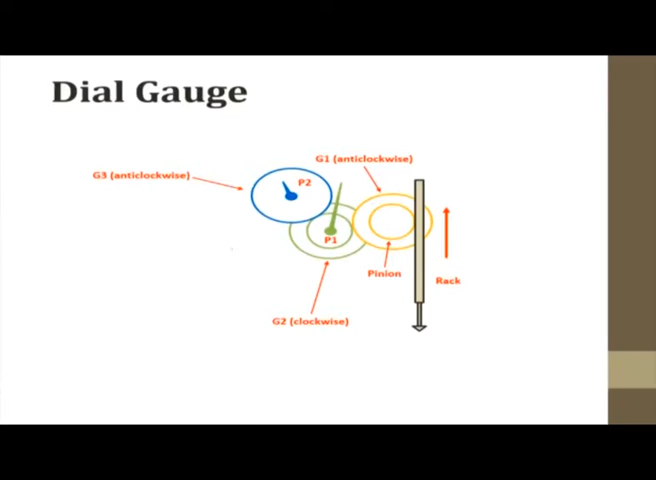 Dial Gauge
G1 (anticlockwise)
G3 (anticlockwise)
P2
P1
Pinion
Rack
G2 (clockwise)